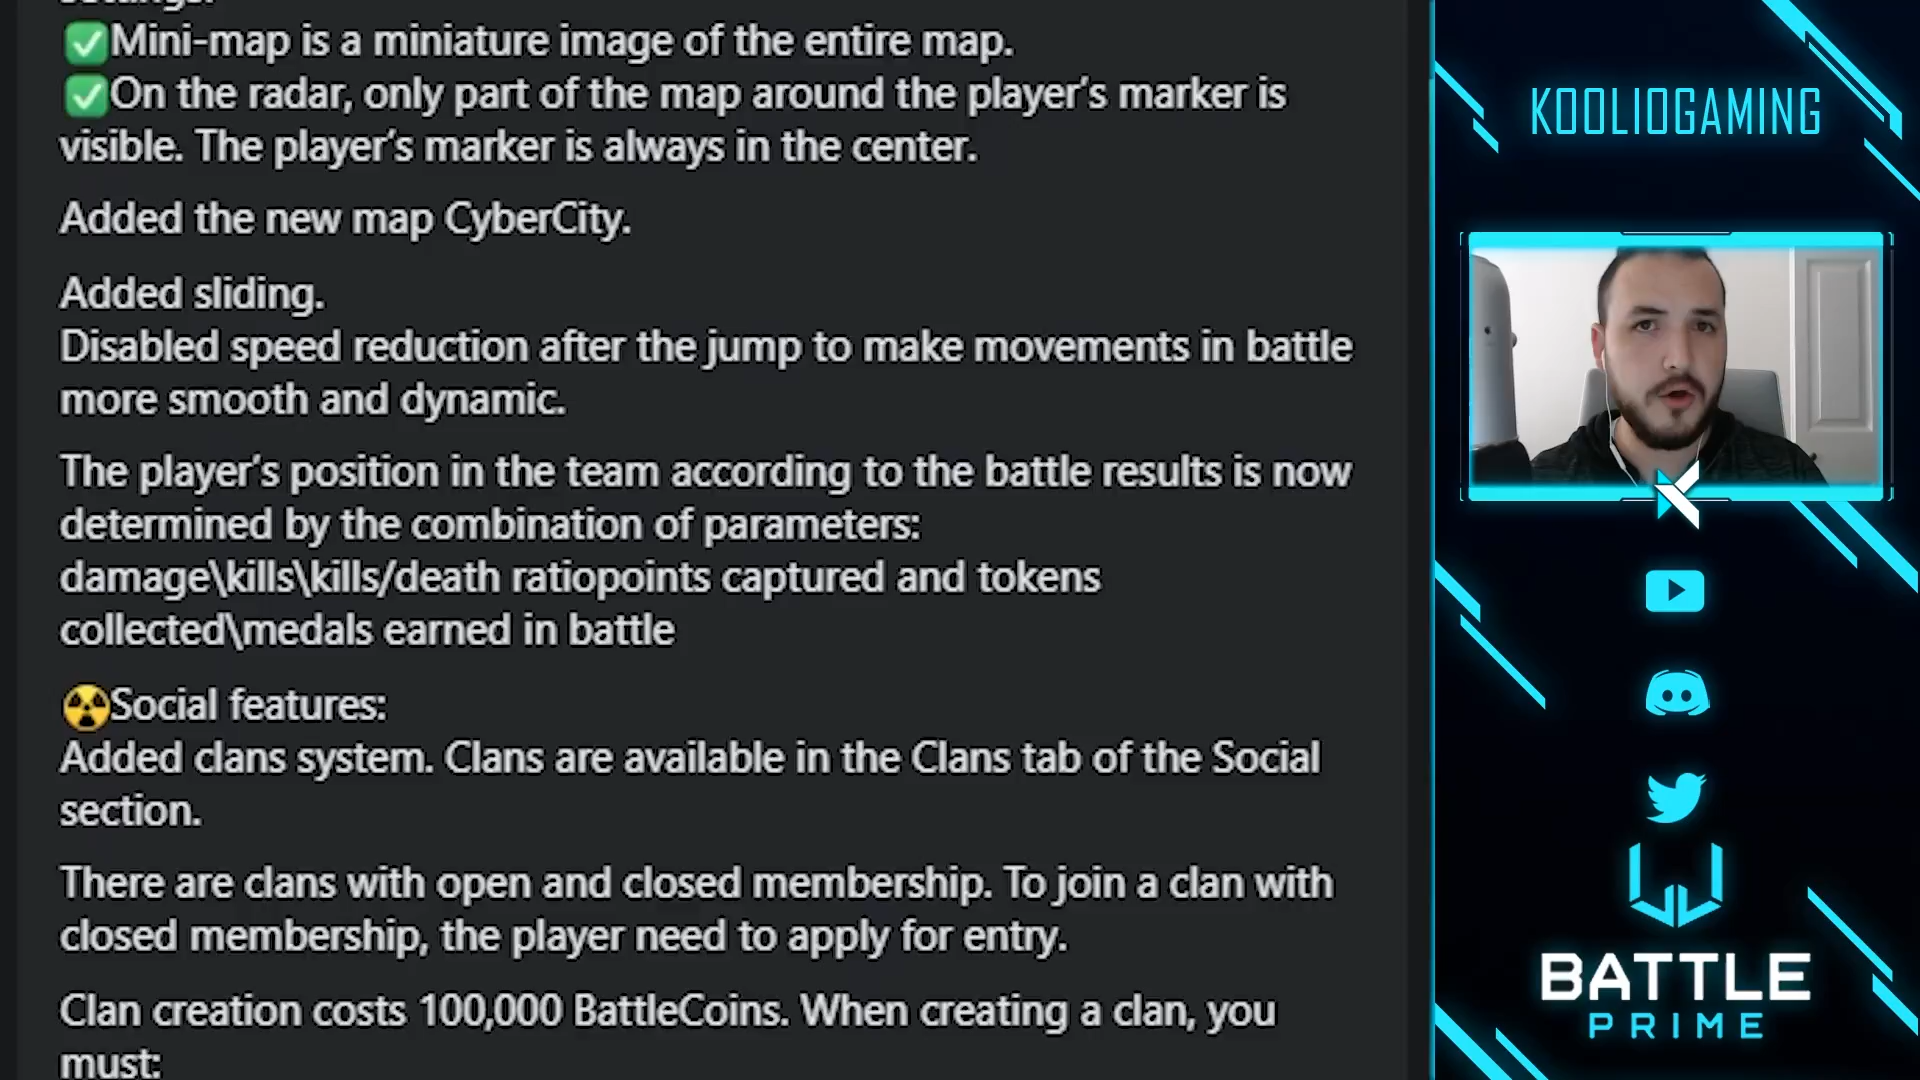 settings:
✅Mini-map is a miniature image of the entire map.
✅On the radar, only part of the map around the player's marker is
visible. The player's marker is always in the center.
Added the new map CyberCity.
Added sliding.
Disabled speed reduction after the jump to make movements in battle
more smooth and dynamic.
The player's position in the team according to the battle results is now
determined by the combination of parameters:
damage\kills\kills/death ratiopoints captured and tokens
collected\medals earned in battle
☢Social features:
Added clans system. Clans are available in the Clans tab of the Social
section.
There are clans with open and closed membership. To join a clan with
closed membership, the player need to apply for entry.
Clan creation costs 100,000 BattleCoins. When creating a clan, you
must:
KOOLIOGAMING
BATTLE
PRIME